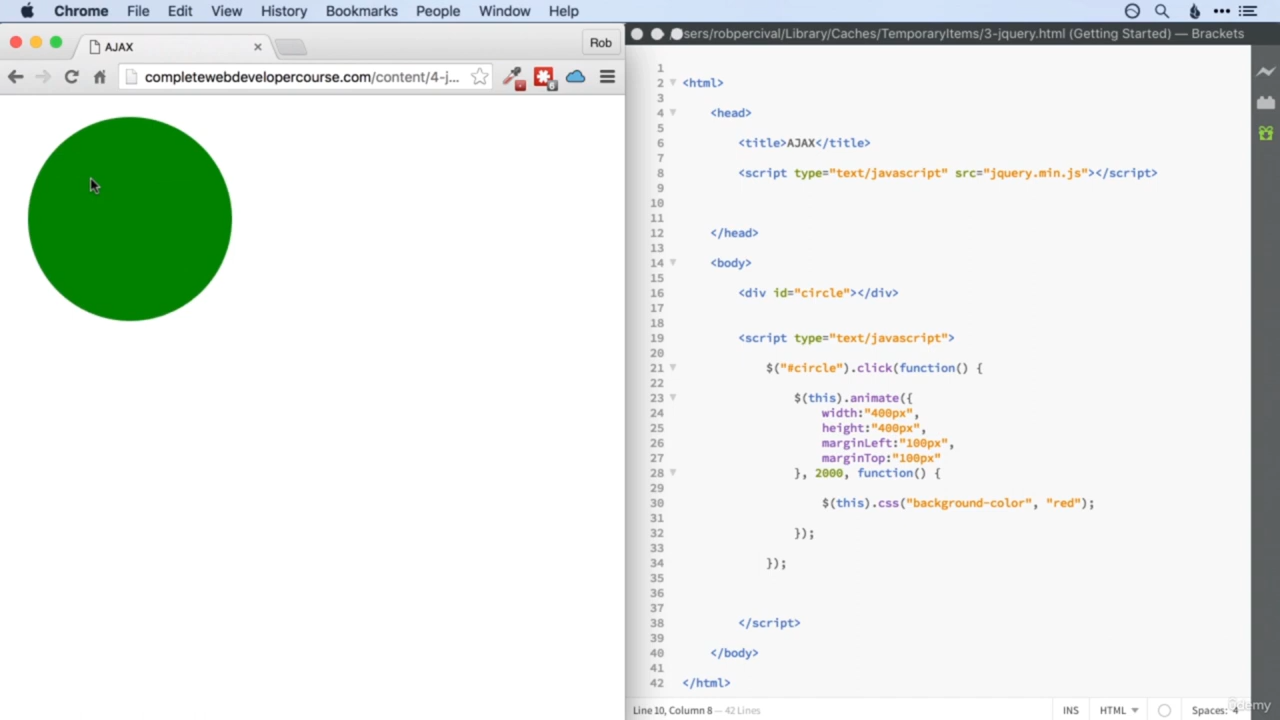 Chrome File Edit View History Bookmarks People Window Help
AJAX
Rob
completewebdevelopercourse.com/content/4-j...
sers/robpercival/Library/Caches/TemporaryItems/3-jquery.html (Getting Started) — Brackets
1
2 <html>
3
4 <head>
5
6 <title>AJAX</title>
7
8 <script type="text/javascript" src="jquery.min.js"></script>
9
10
11
12 </head>
13
14 <body>
15
16 <div id="circle"></div>
17
18
19 <script type="text/javascript">
20
21 $("#circle").click(function() {
22
23 $(this).animate({
24 width:"400px",
25 height:"400px",
26 marginLeft:"100px",
27 marginTop:"100px"
28 }, 2000, function() {
29
30 $(this).css("background-color", "red");
31
32 });
33
34 });
35
36
37
38 </script>
39
40 </body>
41
42 </html>
Line 10, Column 8 — 42 Lines
INS HTML Spaces: 4
ûdemy